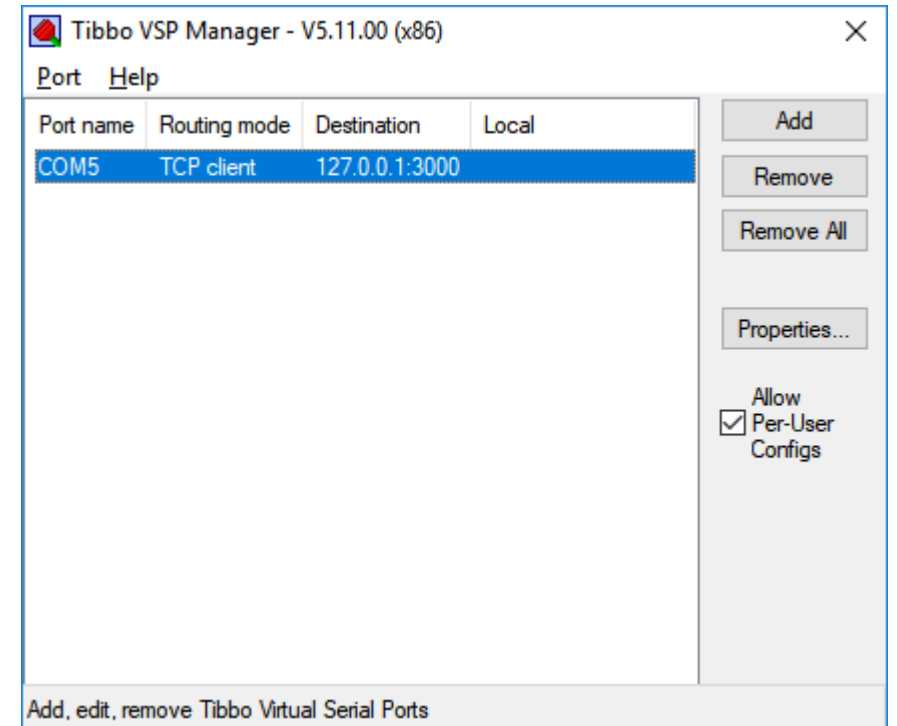 Tibbo VSP Manager - V5.11.00 (x86)
Port Help
Port name Routing mode Destination Local
COM5 TCP client 127.0.0.1:3000
Add
Remove
Remove All
Properties...
Allow
Per-User
Configs
Add, edit, remove Tibbo Virtual Serial Ports